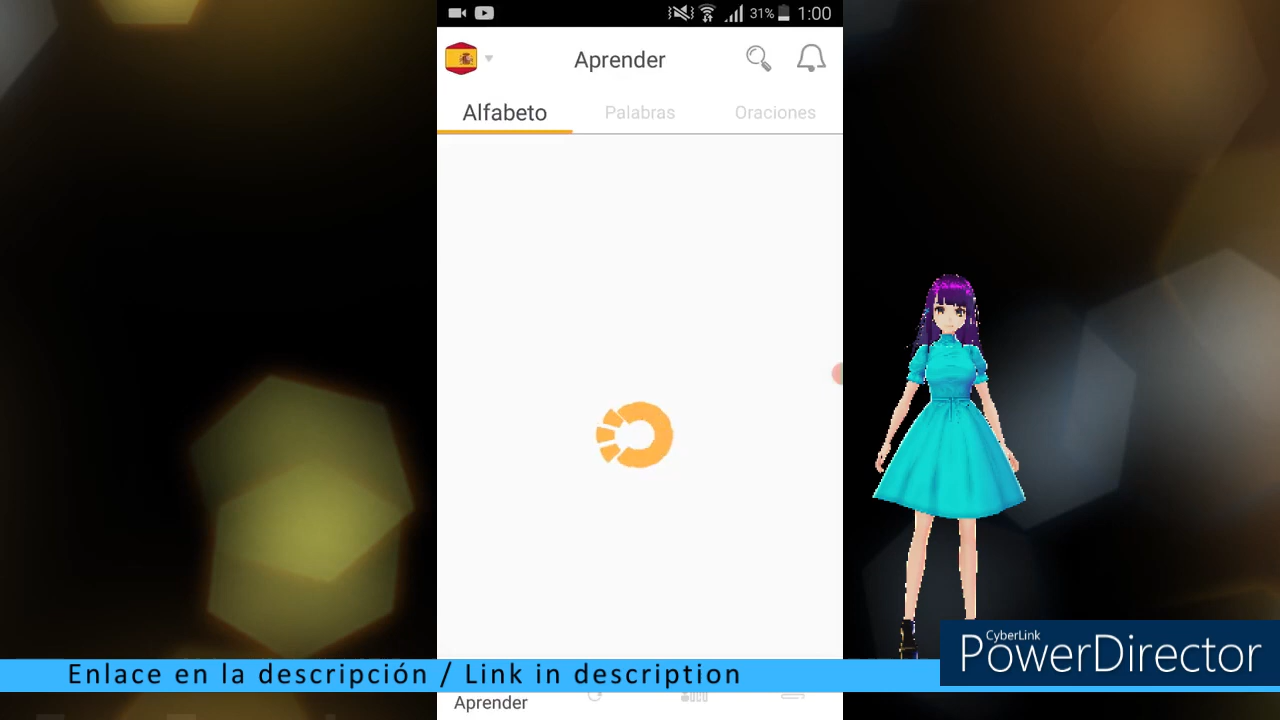 31% 1:00
Aprender
Alfabeto Palabras Oraciones
Enlace en la descripción / Link in description
CyberLink
PowerDirector
Aprender